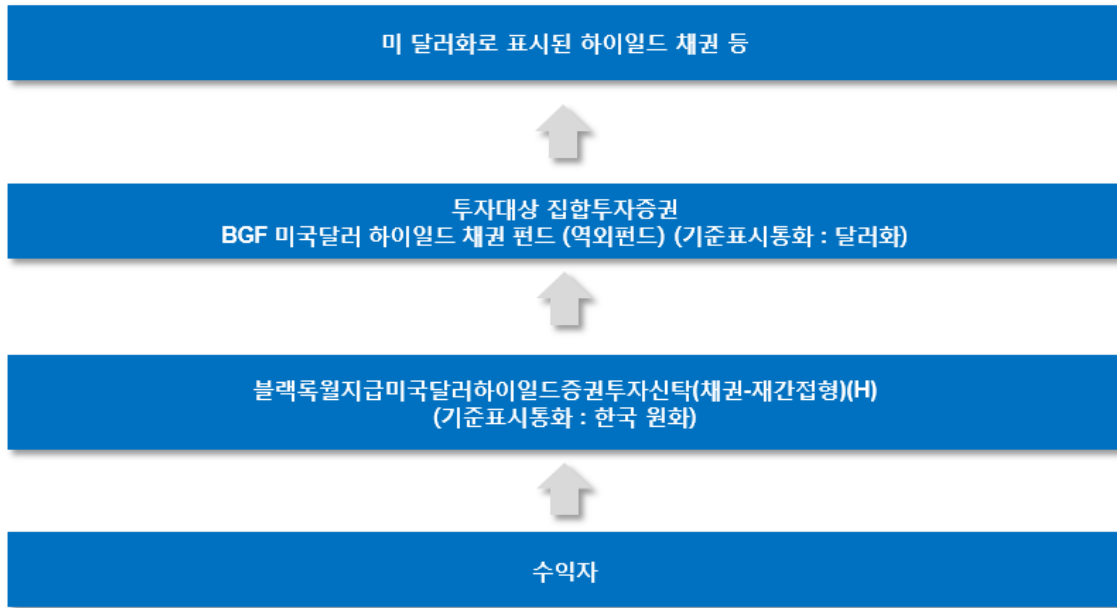 미 달러화로 표시된 하이일드 채권 등
투자대상 집합투자증권
BGF 미국달러 하이일드 채권 펀드 (역외펀드) (기준표시통화 : 달러화)
블랙록월지급미국달러하이일드증권투자신탁(채권-재간접형)(H)
(기준표시통화 : 한국 원화)
수익자